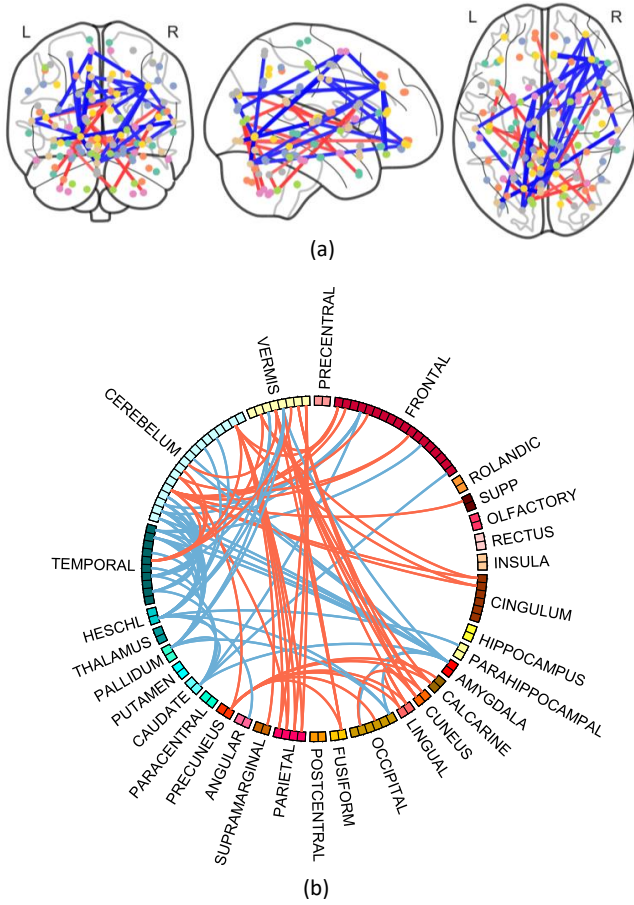 L R L R
(a)
PRECENTRAL
VERMIS
FRONTAL
CEREBELUM
ROLANDIC
SUPP
OLFACTORY
RECTUS
INSULA
TEMPORAL
CINGULUM
HESCHL
HIPPOCAMPUS
THALAMUS
PARAHIPPOCAMPAL
PALLIDUM
AMYGDALA
PUTAMEN
CALCARINE
CAUDATE
CUNEUS
PARACENTRAL
LINGUAL
PRECUNEUS
OCCIPITAL
ANGULAR
FUSIFORM
SUPRAMARGINAL
PARIETAL
POSTCENTRAL
(b)